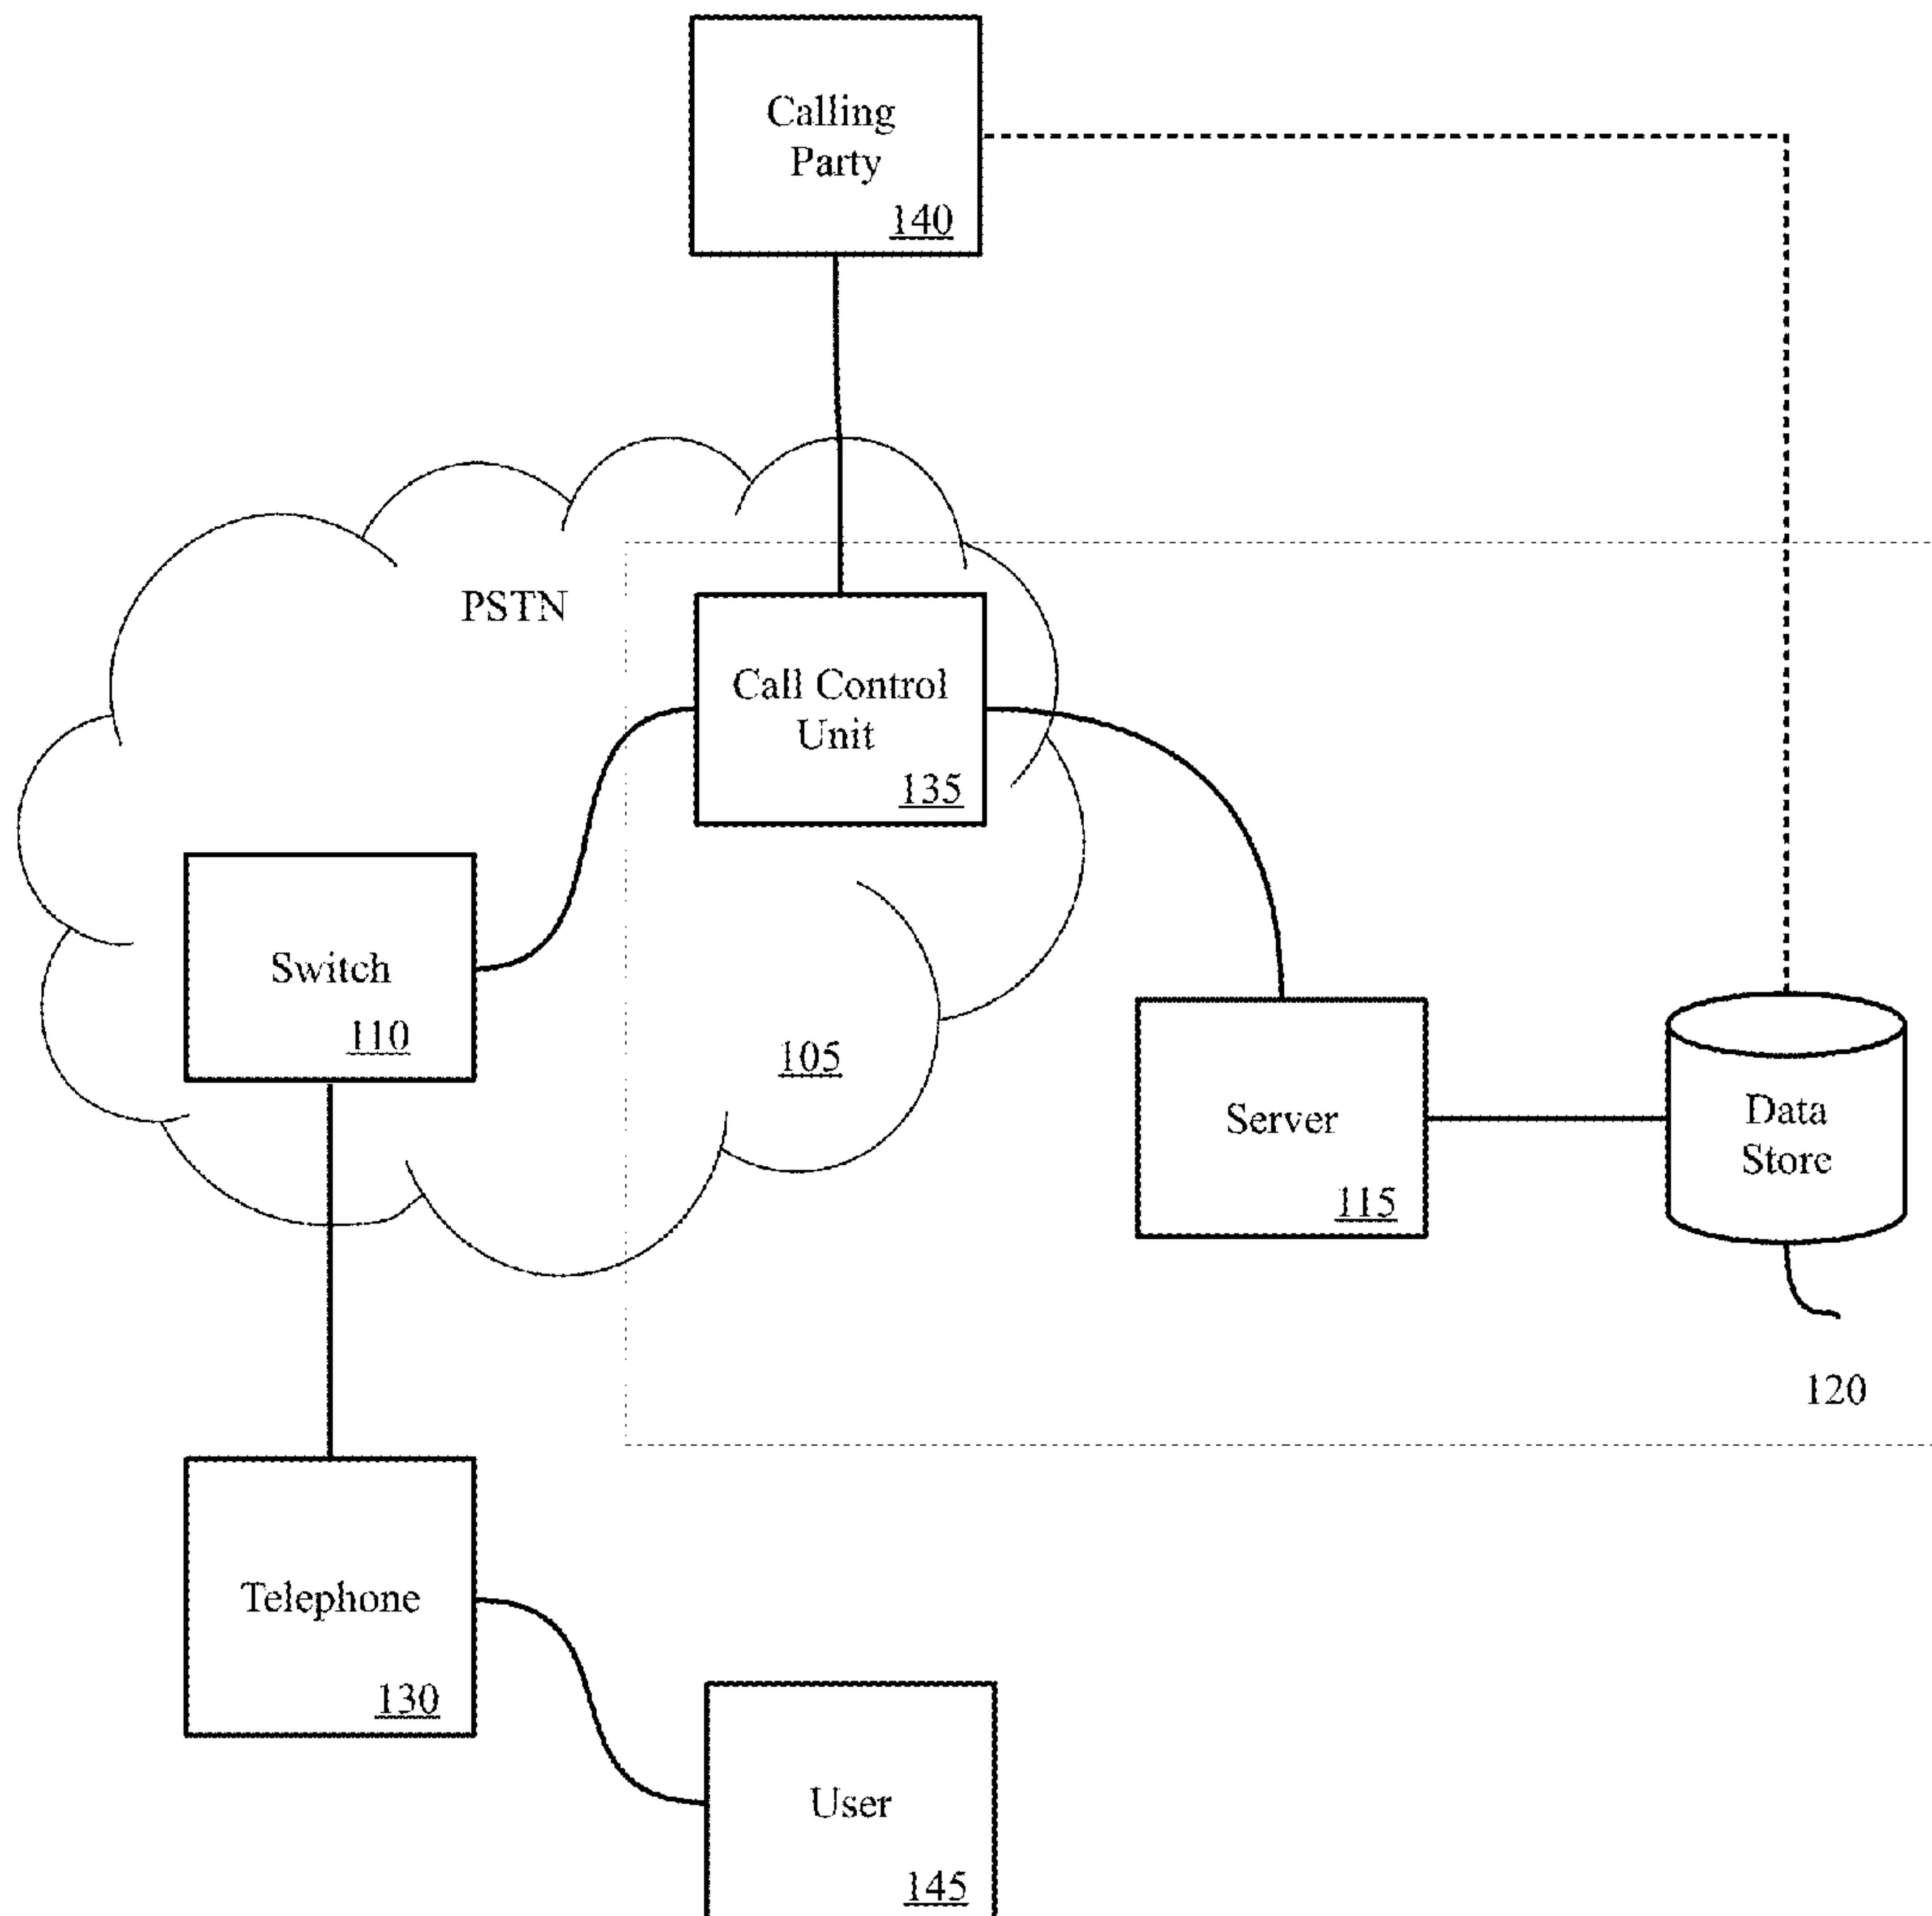 Calling
Party
140
PSTN
Call Control
Unit
135
Switch
110
105
Server
115
Data
Store
120
Telephone
130
User
145